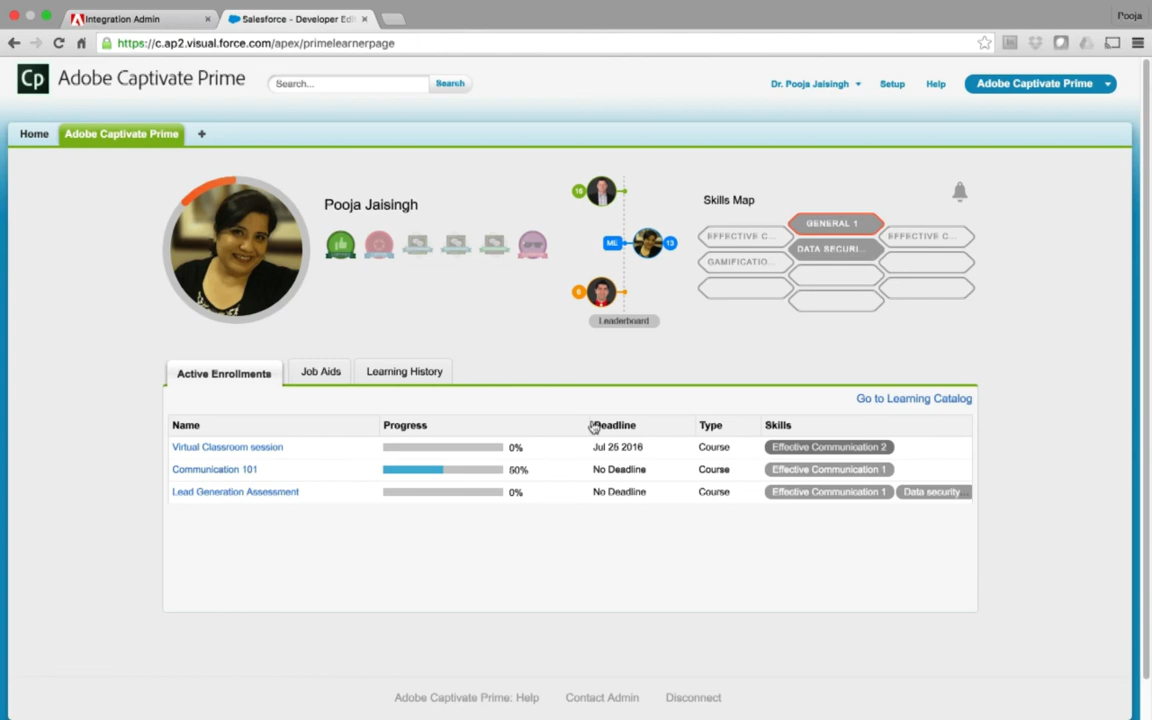 Integration Admin
Salesforce - Developer Edi
Pooja
https://c.ap2.visual.force.com/apex/primelearnerpage
Cp Adobe Captivate Prime
Search...
Search
Dr. Pooja Jaisingh
Setup
Help
Adobe Captivate Prime
Home
Adobe Captivate Prime
+
Pooja Jaisingh
16
ME
13
6
Leaderboard
Skills Map
GENERAL 1
EFFECTIVE C...
EFFECTIVE C...
DATA SECURI...
GAMIFICATIO...
Active Enrollments
Job Aids
Learning History
Go to Learning Catalog
Name Progress Deadline Type Skills
Virtual Classroom session 0% Jul 25 2016 Course Effective Communication 2
Communication 101 60% No Deadline Course Effective Communication 1
Lead Generation Assessment 0% No Deadline Course Effective Communication 1 Data security
Adobe Captivate Prime: Help
Contact Admin
Disconnect